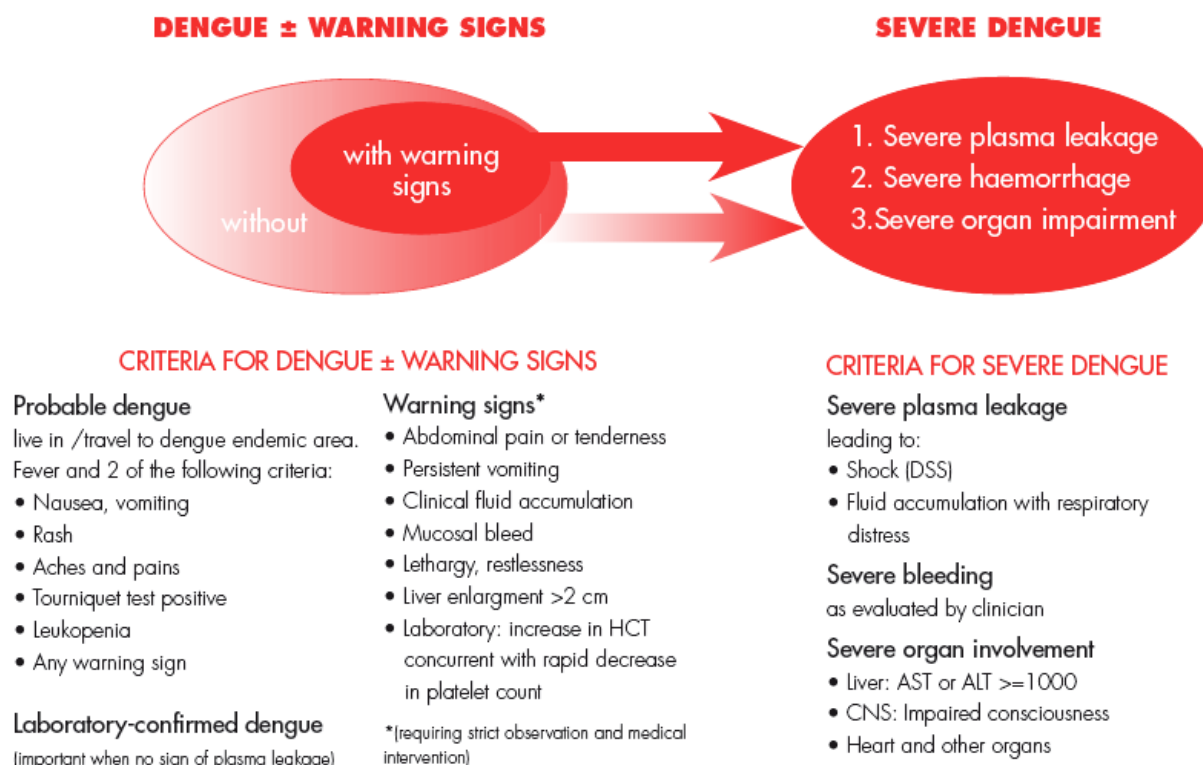 DENGUE ± WARNING SIGNS
SEVERE DENGUE
with warning
signs
without
1. Severe plasma leakage
2. Severe haemorrhage
3.Severe organ impairment
CRITERIA FOR DENGUE ± WARNING SIGNS
Probable dengue
live in /travel to dengue endemic area.
Fever and 2 of the following criteria:
• Nausea, vomiting
• Rash
• Aches and pains
• Tourniquet test positive
• Leukopenia
• Any warning sign
Laboratory-confirmed dengue
(important when no sign of plasma leakage)
Warning signs*
• Abdominal pain or tenderness
• Persistent vomiting
• Clinical fluid accumulation
• Mucosal bleed
• Lethargy, restlessness
• Liver enlargment >2 cm
• Laboratory: increase in HCT
concurrent with rapid decrease
in platelet count
*(requiring strict observation and medical
intervention)
CRITERIA FOR SEVERE DENGUE
Severe plasma leakage
leading to:
• Shock (DSS)
• Fluid accumulation with respiratory
distress
Severe bleeding
as evaluated by clinician
Severe organ involvement
• Liver: AST or ALT >=1000
• CNS: Impaired consciousness
• Heart and other organs